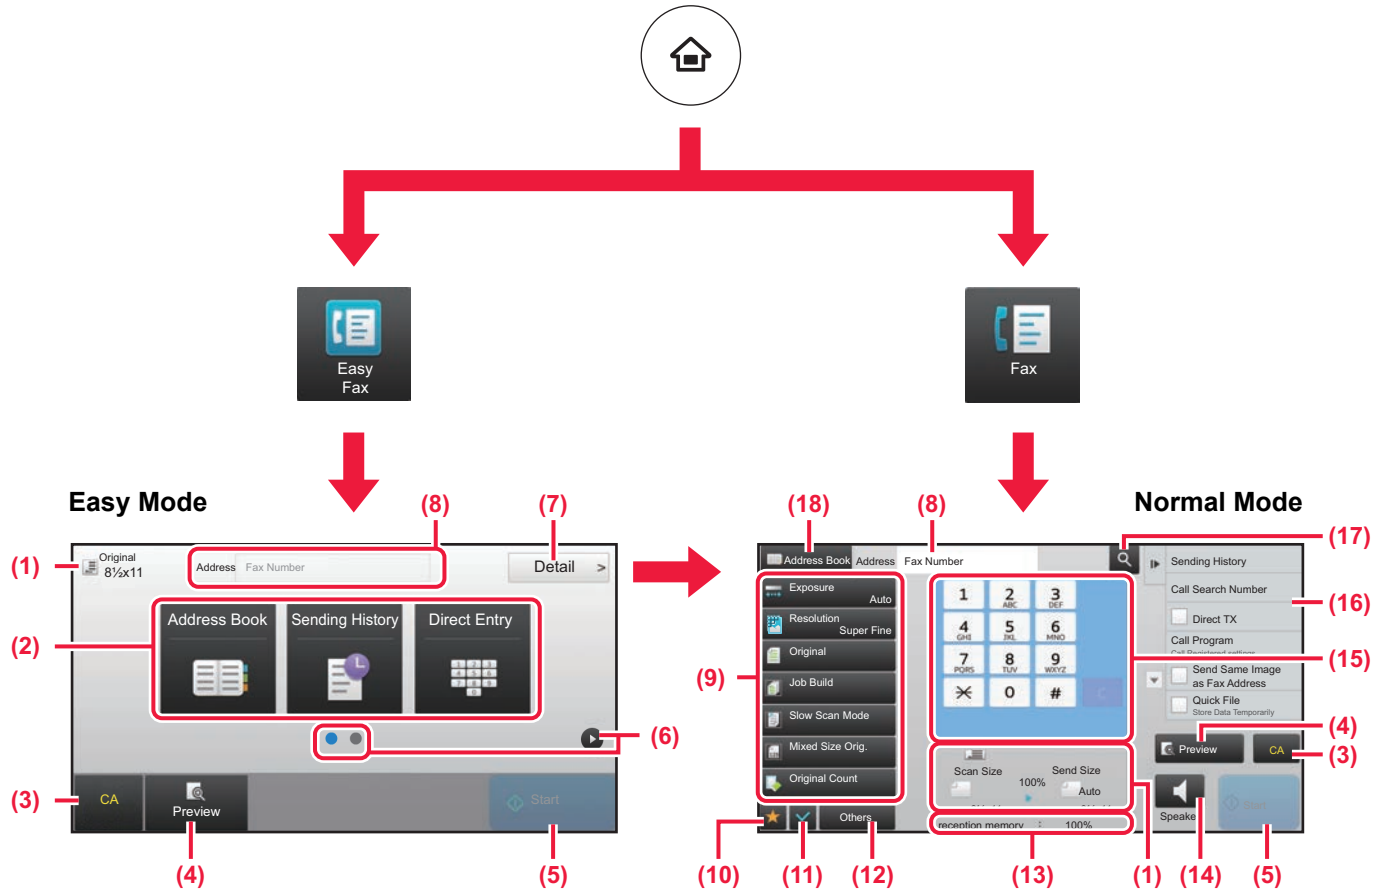 Easy
Fax
Fax
Easy Mode
Normal Mode
(8)
(7)
(18)
(8)
(17)
(1)
Original
8½x11
Address
Fax Number
Detail >
Address Book
Address
Fax Number
Sending History
Call Search Number
(16)
Direct TX
Call Program
Call Registered settings
Send Same Image
as Fax Address
Quick File
Store Data Temporarily
(2)
Address Book
Sending History
Direct Entry
(9)
Exposure
Auto
Resolution
Super Fine
Original
Job Build
Slow Scan Mode
Mixed Size Orig.
Original Count
1
2
ABC
3
DEF
4
GHI
5
JKL
6
MNO
7
PQRS
8
TUV
9
WXYZ
0
#
C
(15)
(6)
(4)
Preview
CA
(3)
Scan Size
100%
Send Size
Auto
(3)
CA
Preview
Start
Others
reception memory : 100%
Speaker
Start
(4)
(5)
(10)
(11)
(12)
(13)
(1)
(14)
(5)